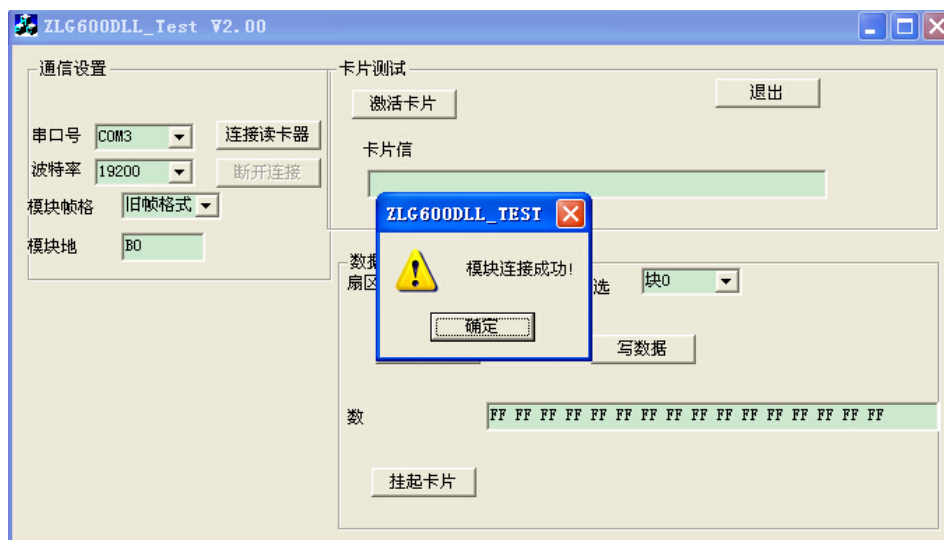 ZLG600DLL_Test V2.00
通信设置
串口号 COM3 连接读卡器
波特率 19200 断开连接
模块帧格 旧帧格式
模块地 B0
卡片测试
激活卡片 退出
卡片信
ZLG600DLL_TEST
模块连接成功!
确定
数据
扇区 选 块0
写数据
数 FF FF FF FF FF FF FF FF FF FF FF FF FF FF FF FF
挂起卡片